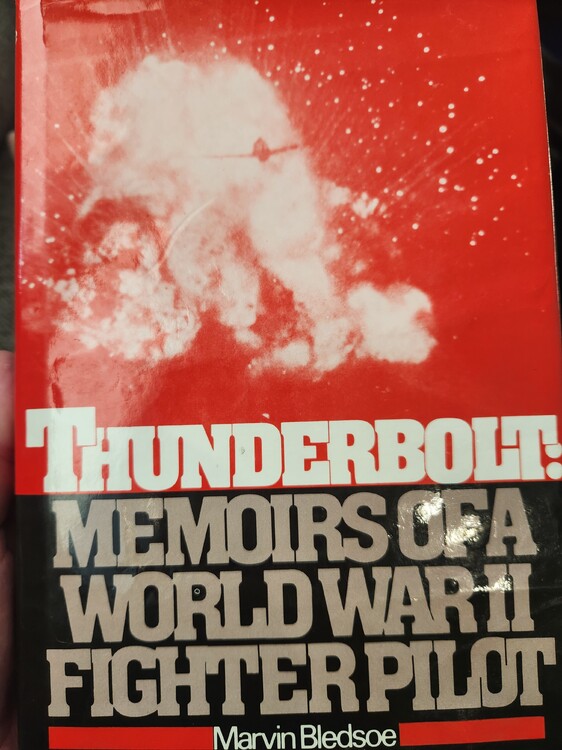 THUNDERBOLT:
MEMOIRS OF A
WORLD WAR II
FIGHTER PILOT
Marvin Bledsoe